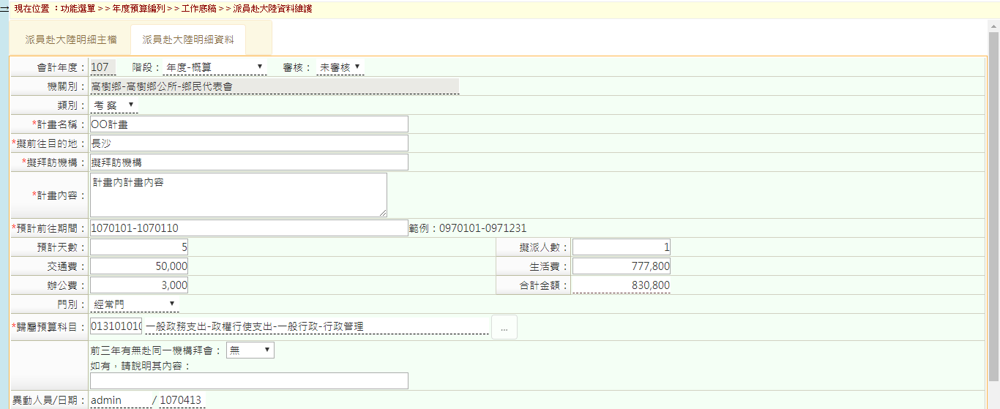 現在位置 ：功能選單 > > 年度預算編列 > > 工作底稿 > > 派員赴大陸資料維護
派員赴大陸明細主檔 派員赴大陸明細資料
會計年度： 107 階段： 年度-概算 審核： 未審核
機關別： 高樹鄉-高樹鄉公所-鄉民代表會
類別： 考 察
*計畫名稱： OO計畫
*擬前往目的地： 長沙
*擬拜訪機構： 擬拜訪機構
*計畫內容： 計畫內計畫內容
*預計前往期間： 1070101-1070110 範例：0970101-0971231
預計天數： 5 擬派人數： 1
交通費： 50,000 生活費： 777,800
辦公費： 3,000 合計金額： 830,800
門別： 經常門
*歸屬預算科目： 013101010 一般政務支出-政權行使支出-一般行政-行政管理 ...
前三年有無赴同一機構拜會： 無
如有，請說明其內容：
異動人員/日期： admin / 1070413